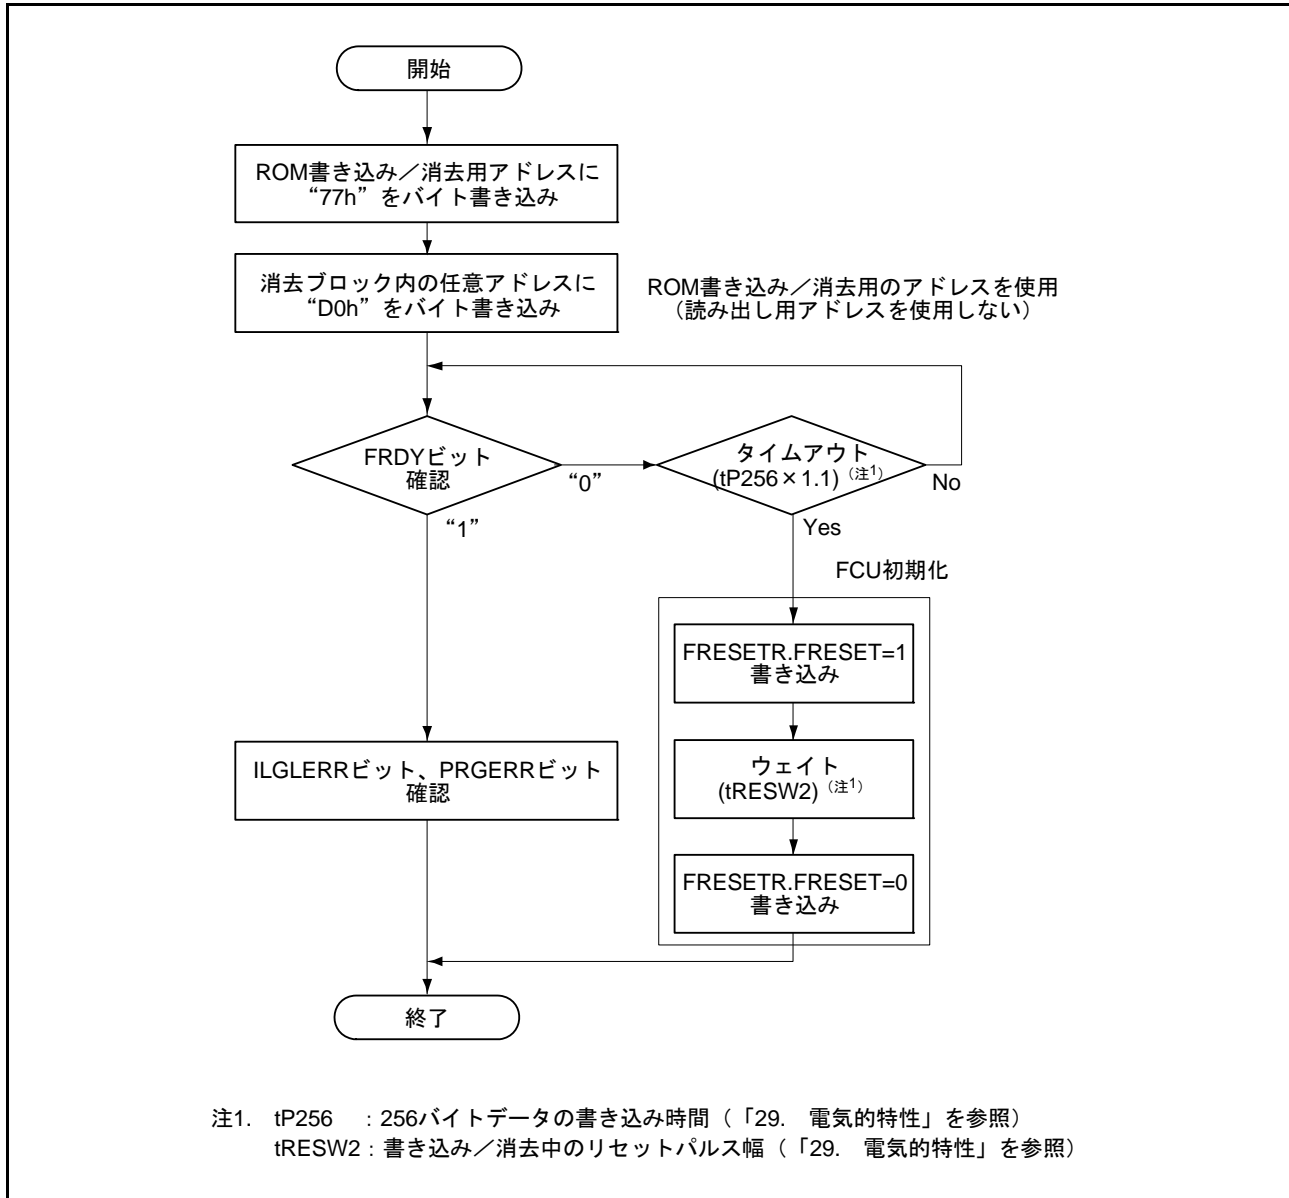 開始
ROM書き込み／消去用アドレスに
“77h”をバイト書き込み
消去ブロック内の任意アドレスに
“D0h”をバイト書き込み
ROM書き込み／消去用のアドレスを使用
（読み出し用アドレスを使用しない）
FRDYビット
確認
“0”
“1”
タイムアウト
(tP256×1.1)（注1）
No
Yes
FCU初期化
FRESETR.FRESET=1
書き込み
ウェイト
(tRESW2)（注1）
FRESETR.FRESET=0
書き込み
ILGLERRビット、PRGERRビット
確認
終了
注1. tP256 ：256バイトデータの書き込み時間（「29. 電気的特性」を参照）
tRESW2：書き込み／消去中のリセットパルス幅（「29. 電気的特性」を参照）